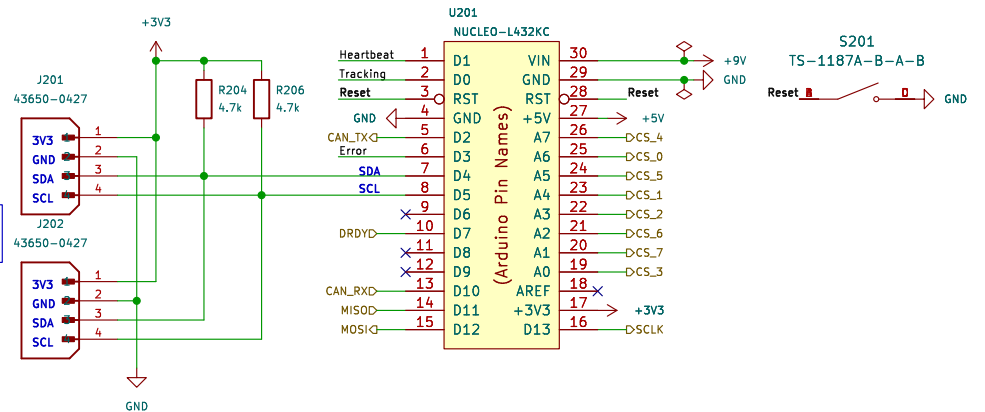 +3V3
J201
43650-0427
3V3 1
GND 2
SDA 3
SCL 4
J202
43650-0427
3V3 1
GND 2
SDA 3
SCL 4
GND
R204
4.7k
R206
4.7k
U201
NUCLEO-L432KC
(Arduino Pin Names)
Heartbeat 1 D1
Tracking 2 D0
Reset 3 RST
GND 4 GND
CAN_TX 5 D2
Error 6 D3
SDA 7 D4
SCL 8 D5
9 D6
DRDY 10 D7
11 D8
12 D9
CAN_RX 13 D10
MISO 14 D11
MOSI 15 D12
VIN 30 +9V
GND 29 GND
RST 28 Reset
+5V 27 +5V
A7 26 CS_4
A6 25 CS_0
A5 24 CS_5
A4 23 CS_1
A3 22 CS_2
A2 21 CS_6
A1 20 CS_7
A0 19 CS_3
AREF 18
+3V3 17 +3V3
D13 16 SCLK
S201
TS-1187A-B-A-B
Reset
GND